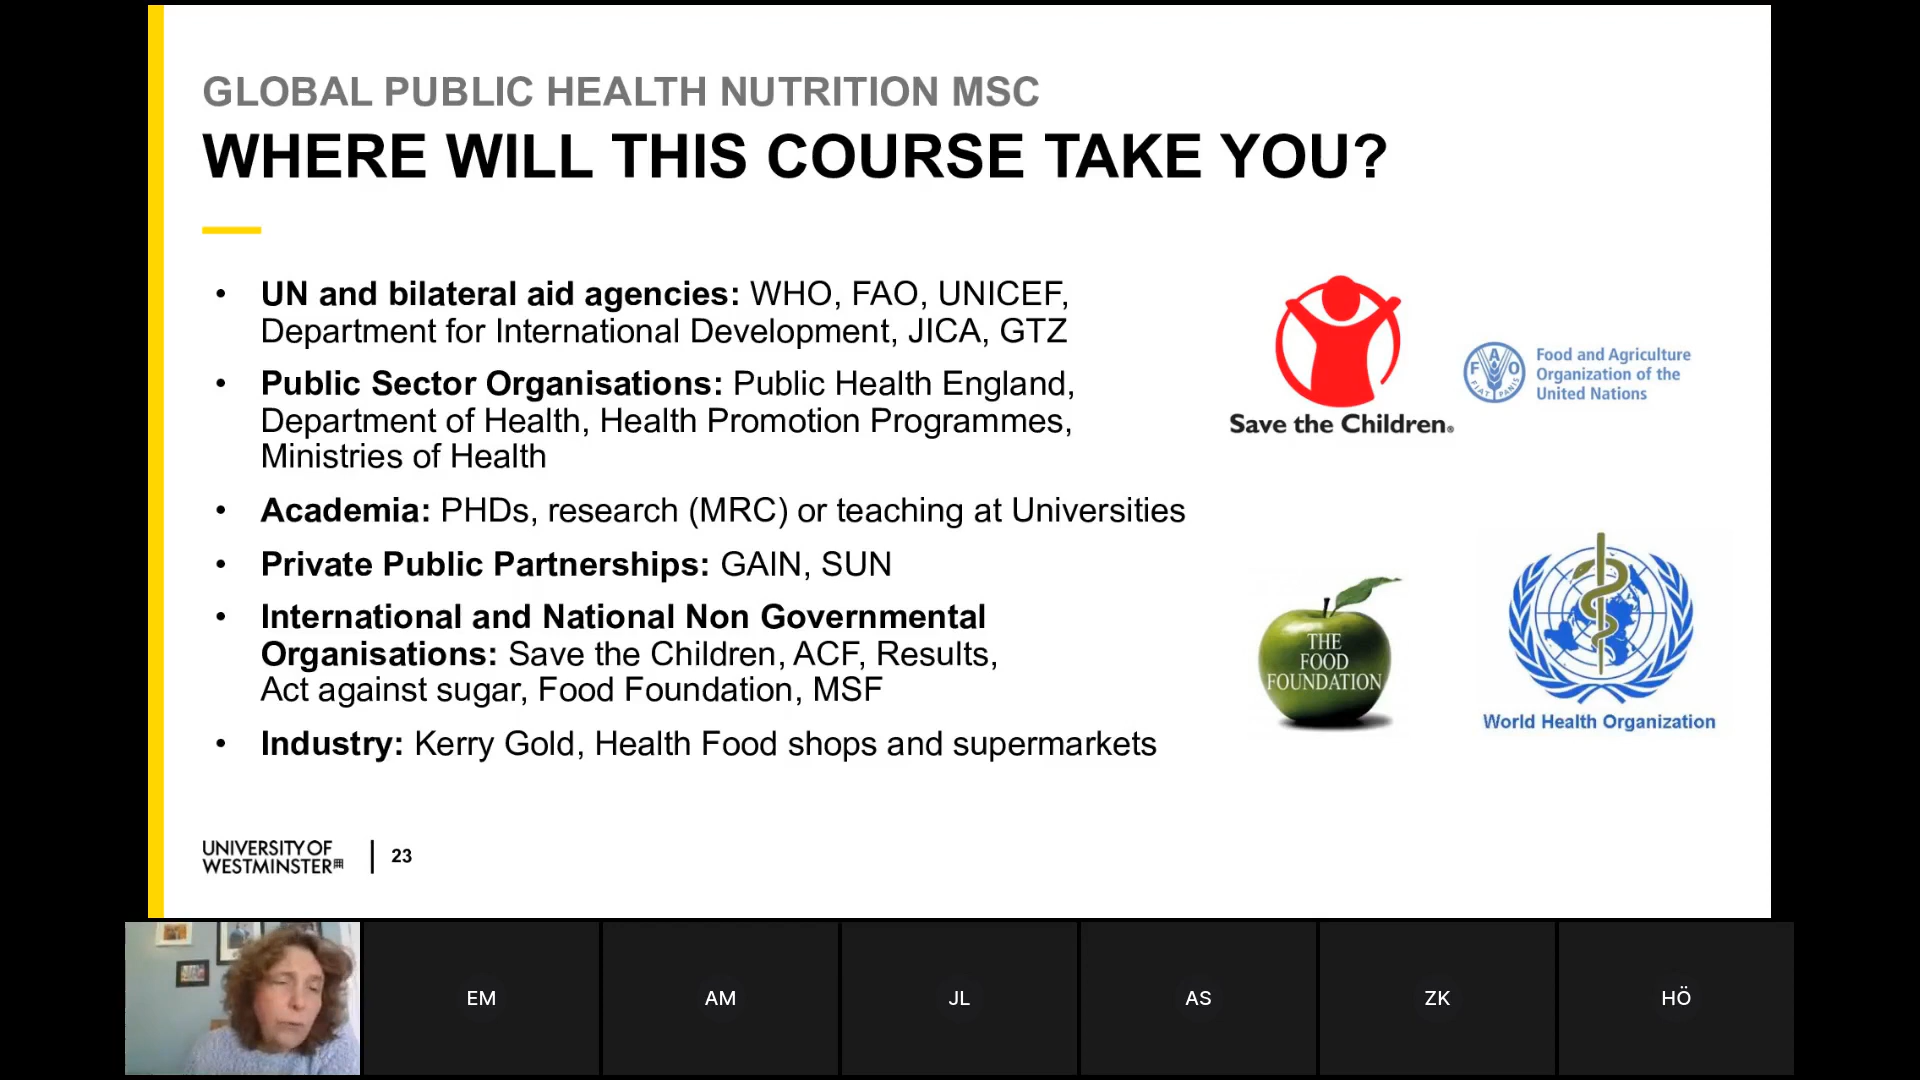 GLOBAL PUBLIC HEALTH NUTRITION MSC
WHERE WILL THIS COURSE TAKE YOU?
• UN and bilateral aid agencies: WHO, FAO, UNICEF,
Department for International Development, JICA, GTZ
• Public Sector Organisations: Public Health England,
Department of Health, Health Promotion Programmes,
Ministries of Health
• Academia: PHDs, research (MRC) or teaching at Universities
• Private Public Partnerships: GAIN, SUN
• International and National Non Governmental
Organisations: Save the Children, ACF, Results,
Act against sugar, Food Foundation, MSF
• Industry: Kerry Gold, Health Food shops and supermarkets
Save the Children®
F A O
FIAT PANIS
Food and Agriculture
Organization of the
United Nations
THE
FOOD
FOUNDATION
World Health Organization
UNIVERSITY OF
WESTMINSTER
23
EM
AM
JL
AS
ZK
HÖ